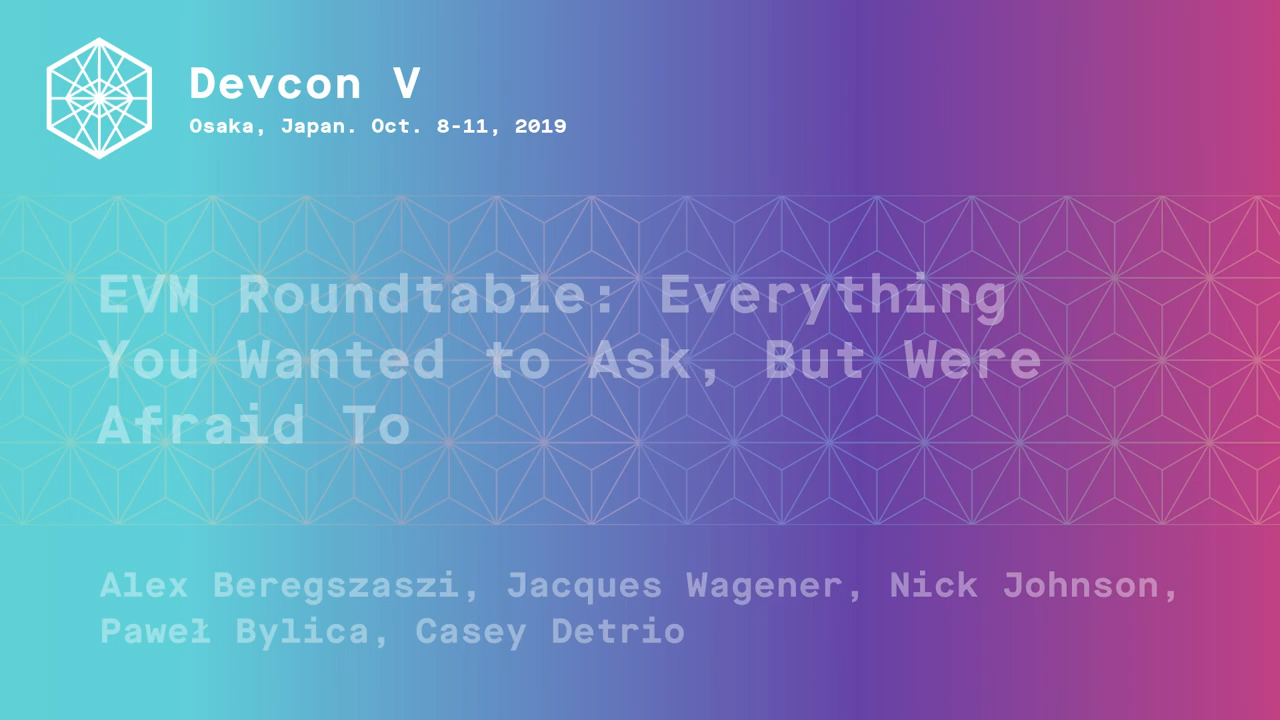 Devcon V
Osaka, Japan. Oct. 8-11, 2019
EVM Roundtable: Everything
You Wanted to Ask, But Were
Afraid To
Alex Beregszaszi, Jacques Wagener, Nick Johnson,
Paweł Bylica, Casey Detrio